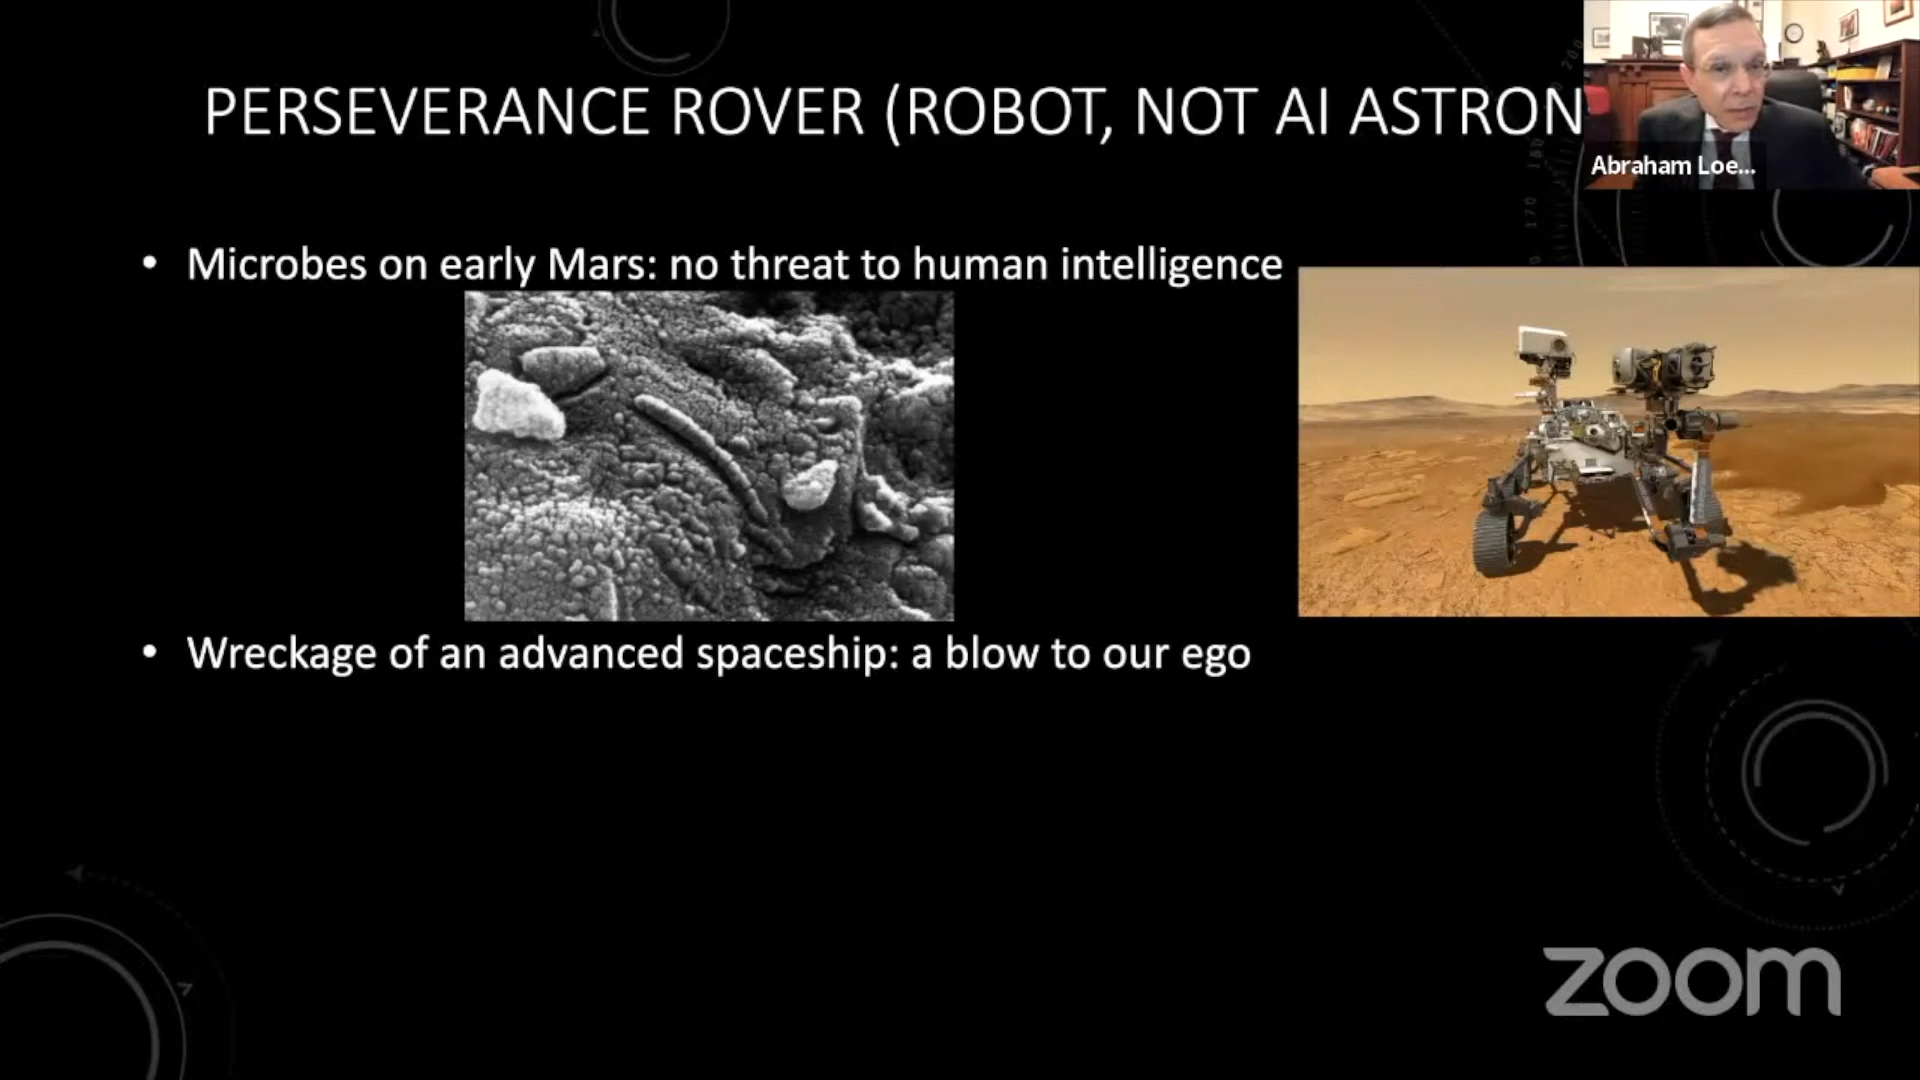 PERSEVERANCE ROVER (ROBOT, NOT AI ASTRON
Abraham Loe...
• Microbes on early Mars: no threat to human intelligence
• Wreckage of an advanced spaceship: a blow to our ego
zoom